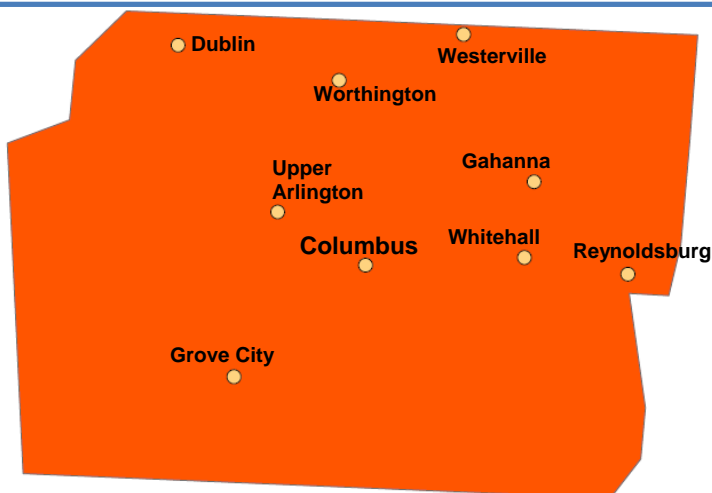 Dublin
Westerville
Worthington
Gahanna
Upper
Arlington
Whitehall
Columbus
Reynoldsburg
Grove City